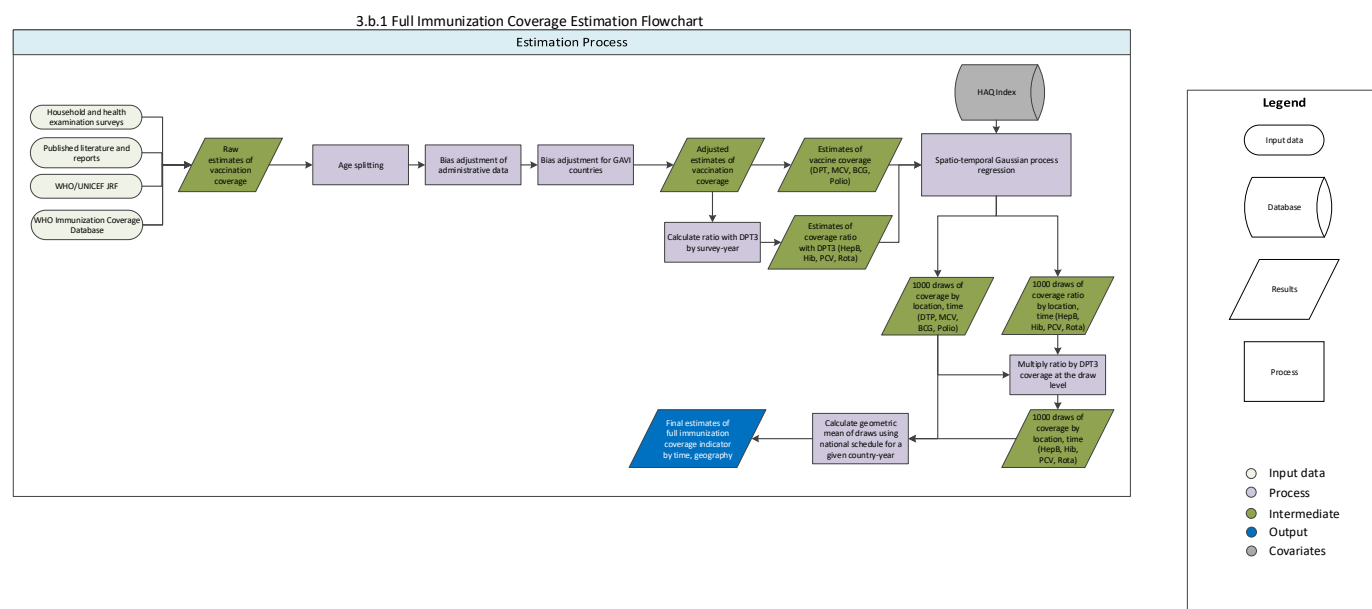 3.b.1 Full Immunization Coverage Estimation Flowchart
Estimation Process
Household and health
examination surveys
Published literature and
reports
WHO/UNICEF JRF
WHO Immunization Coverage
Database
Raw
estimates of
vaccination
coverage
Age splitting
Bias adjustment of
administrative data
Bias adjustment for GAVI
countries
Adjusted
estimates of
vaccination
coverage
Estimates of
vaccine coverage
(DPT, MCV, BCG,
Polio)
Calculate ratio with DPT3
by survey-year
Estimates of
coverage ratio
with DPT3 (HepB,
Hib, PCV, Rota)
HAQ Index
Spatio-temporal Gaussian process
regression
1000 draws of
coverage by
location, time
(DTP, MCV,
BCG, Polio)
1000 draws of
coverage ratio
by location,
time (HepB,
Hib, PCV, Rota)
Multiply ratio by DPT3
coverage at the draw
level
1000 draws of
coverage by
location, time
(HepB, Hib,
PCV, Rota)
Calculate geometric
mean of draws using
national schedule for a
given country-year
Final estimates of
full immunization
coverage indicator
by time, geography
Legend
Input data
Database
Results
Process
Input data
Process
Intermediate
Output
Covariates